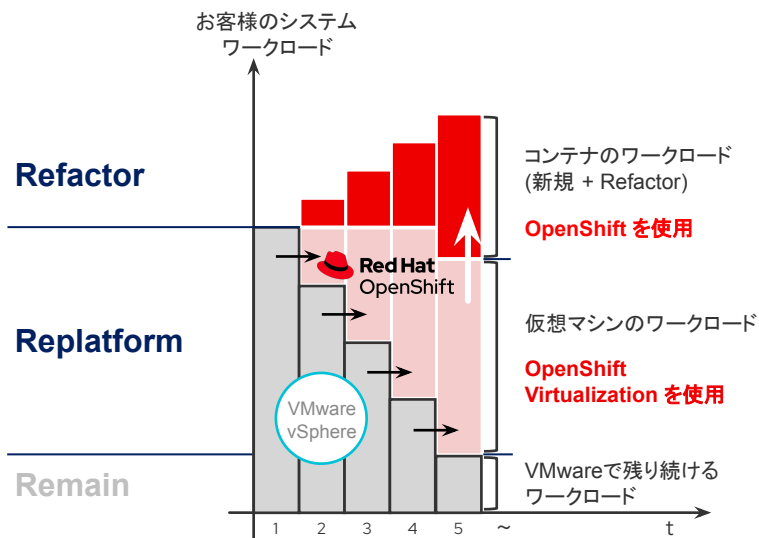 お客様のシステム
ワークロード
Refactor
コンテナのワークロード
(新規 + Refactor)
OpenShift を使用
Red Hat
OpenShift
Replatform
仮想マシンのワークロード
OpenShift
Virtualization を使用
VMware
vSphere
Remain
VMwareで残り続ける
ワークロード
1 2 3 4 5 ~ t